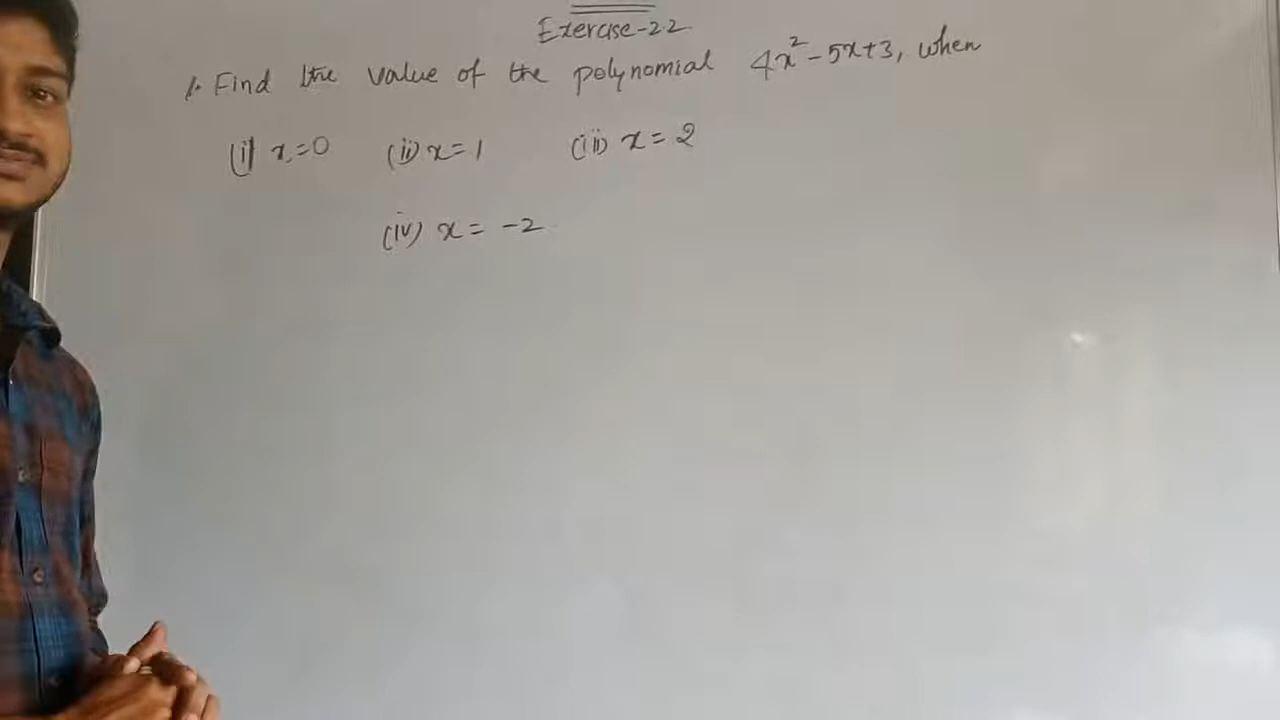 Exercise-2.2
1. Find the value of the polynomial 4x²-5x+3, when
(i) x=0 (ii) x=1 (iii) x=2
(iv) x=-2